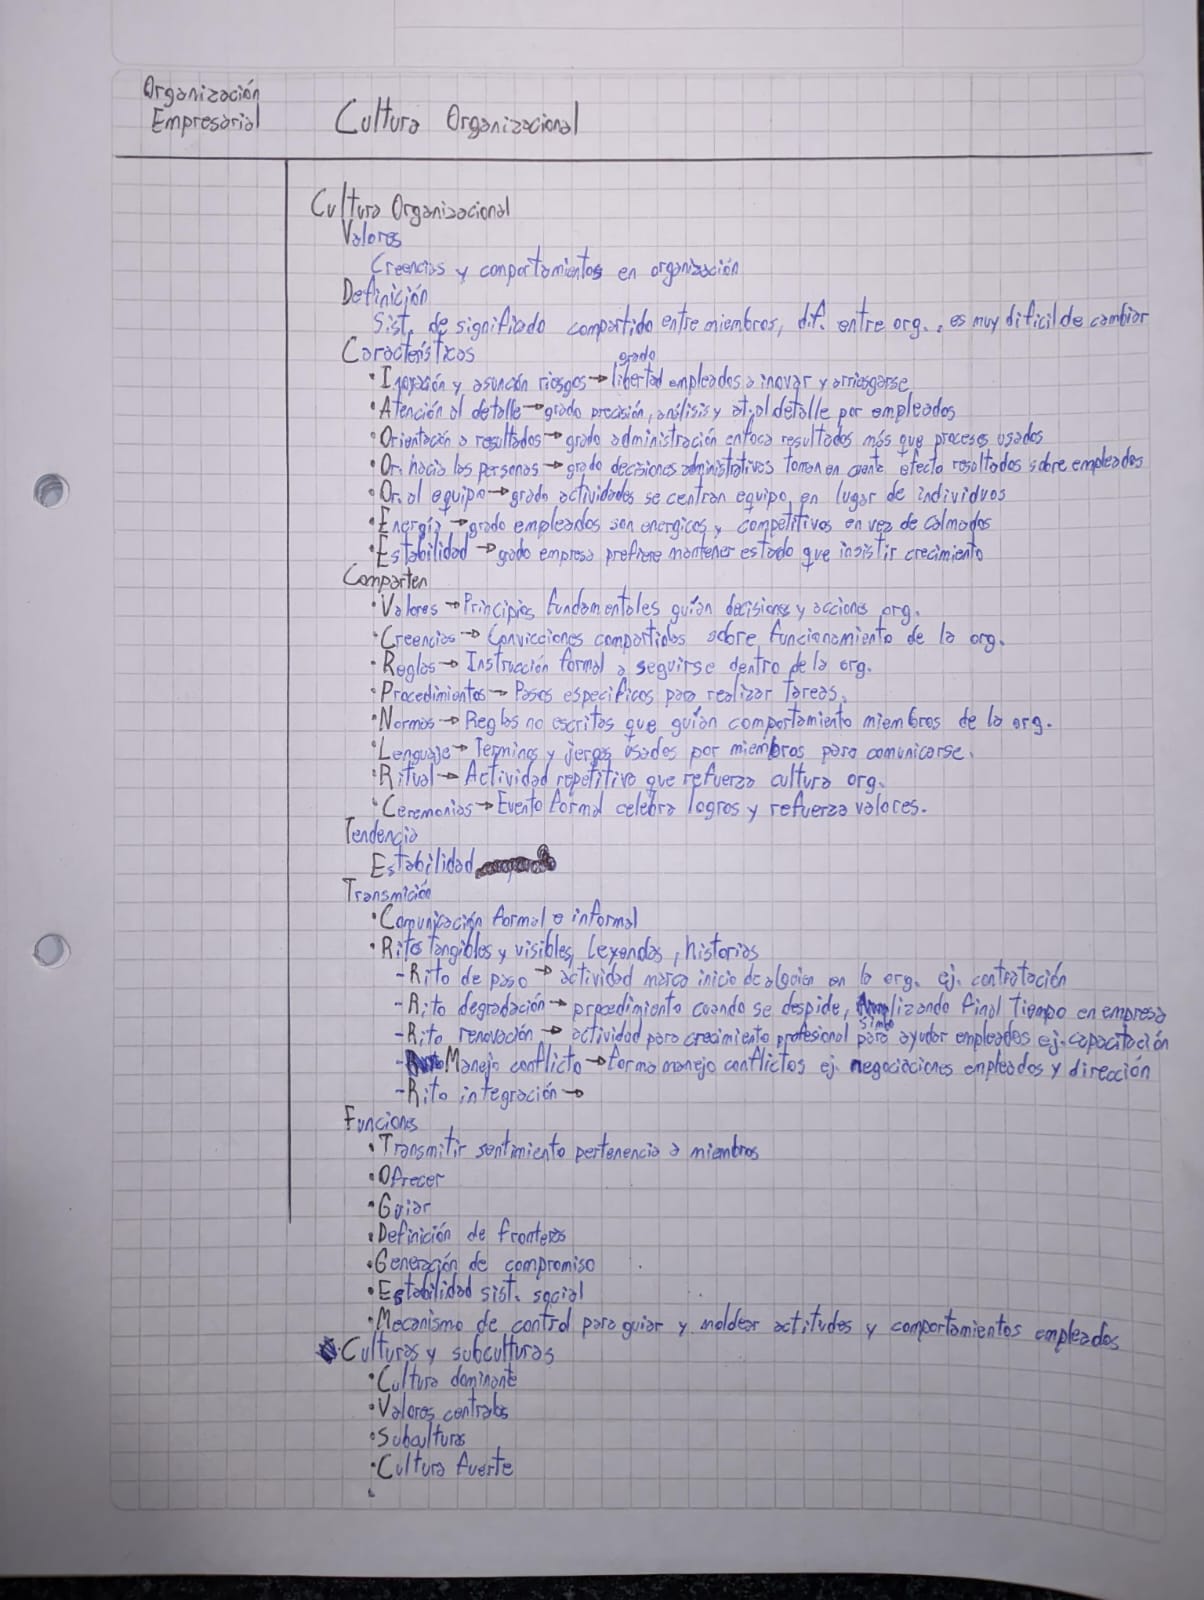 Organización
Empresarial
Cultura Organizacional
Cultura Organizacional
Valores
Creencias y comportamientos en organización
Definición
Sist. de significado compartido entre miembros, dif. entre org., es muy dificil de cambiar
Características
grado
• Inovación y asunción riesgos → libertad empleados a inovar y arriesgarse
• Atención al detalle → grado precisión, análisis y at. al detalle por empleados
• Orientación a resultados → grado administración enfoca resultados más que proceses usados
• Or. hacia las personas → grado decisiones administrativas toman en cuenta efecto resultados sobre empleados
• Or. al equipo → grado actividades se centran equipo, en lugar de individuos
• Energía → grado empleados son energicos y competitivos en vez de calmados
• Estabilidad → grado empresa prefiere mantener estado que insistir crecimiento
Comparten
• Valores → Principios fundamentales guían decisiones y acciones org.
• Creencias → Convicciones compartidas sobre funcionamiento de la org.
• Reglas → Instrucción formal a seguirse dentro de la org.
• Procedimientos → Pasos especificos para realizar tareas.
• Normas → Reglas no escritas que guían comportamiento miembros de la org.
• Lenguaje → Terminos y jergas usados por miembros para comunicarse.
• Ritual → Actividad repetitiva que refuerza cultura org.
• Ceremonias → Evento formal celebra logros y refuerza valores.
Tendencia
Estabilidad
Transmición
• Comunicación formal e informal
• Ritos tangibles y visibles, leyendas, historias
- Rito de paso → actividad marca inicio de alguien en la org. ej. contratación
- Rito degradación → procedimiento cuando se despide, lizando final tiempo en empresa
simbo
- Rito renovación → actividad para crecimiento profesional para ayudar empleados ej. capacitación
- Manejo conflicto → forma manejo conflictos ej. negociaciones empleados y dirección
- Rito integración →
Funciones
• Transmitir sentimiento pertenencia a miembros
• Ofrecer
• Guiar
• Definición de fronteras
• Generación de compromiso
• Estabilidad sist. social
• Mecanismo de control para guiar y moldear actitudes y comportamientos empleados
Culturas y subculturas
• Cultura dominante
• Valores centrales
• Subculturas
• Cultura fuerte